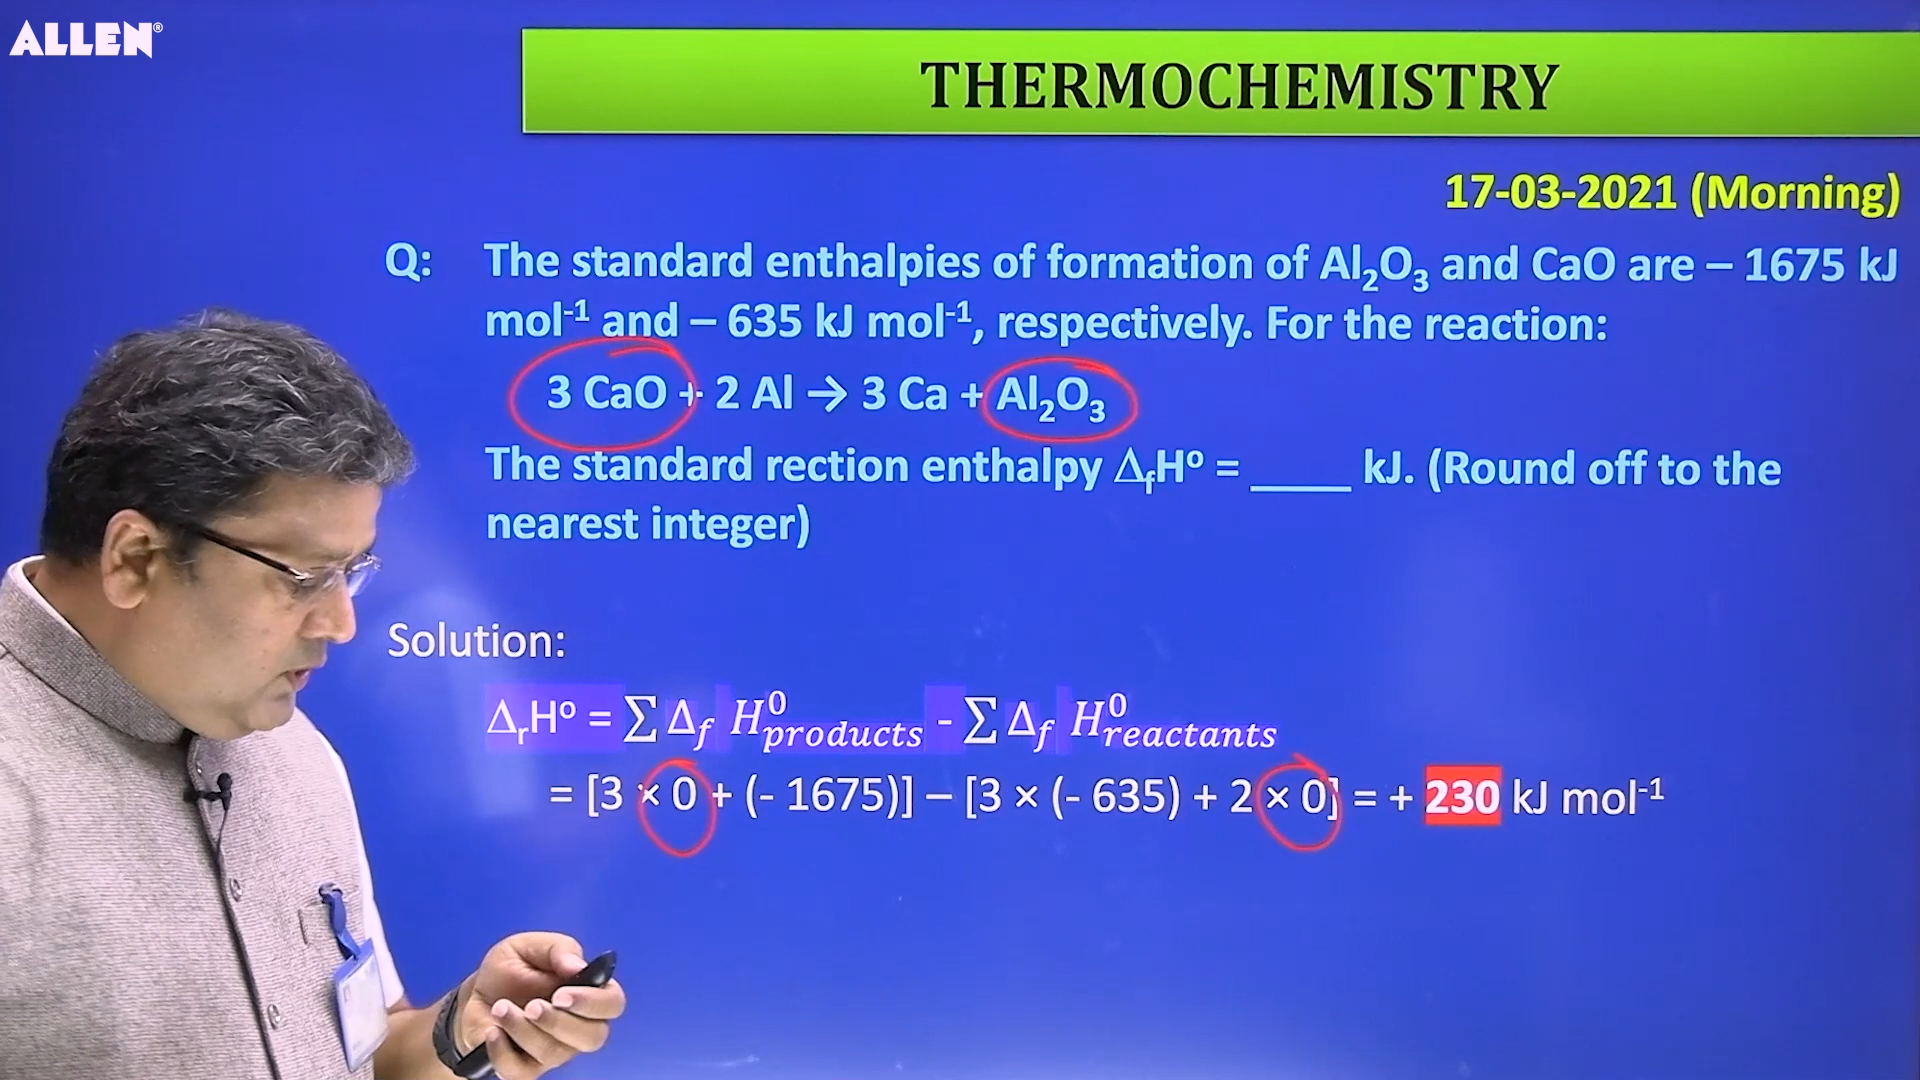 ALLEN®
THERMOCHEMISTRY
17-03-2021 (Morning)
Q: The standard enthalpies of formation of Al₂O₃ and CaO are – 1675 kJ
mol⁻¹ and – 635 kJ mol⁻¹, respectively. For the reaction:
3 CaO + 2 Al → 3 Ca + Al₂O₃
The standard rection enthalpy ΔfHº = ____ kJ. (Round off to the
nearest integer)
Solution:
ΔrHº = ∑ Δf H⁰products - ∑ Δf H⁰reactants
= [3 × 0 + (- 1675)] – [3 × (- 635) + 2 × 0] = + 230 kJ mol⁻¹